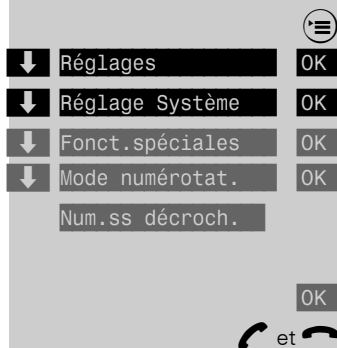 Réglages OK
Réglage Système OK
Fonct.spéciales OK
Mode numérotat. OK
Num.ss décroch.
OK
et